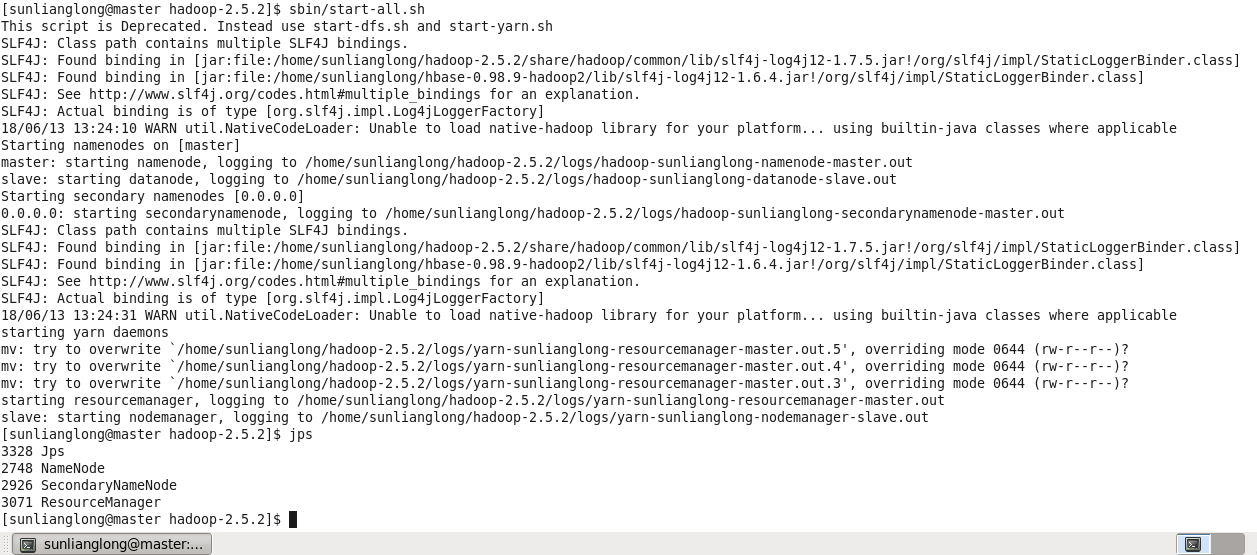 [sunlianglong@master hadoop-2.5.2]$ sbin/start-all.sh
This script is Deprecated. Instead use start-dfs.sh and start-yarn.sh
SLF4J: Class path contains multiple SLF4J bindings.
SLF4J: Found binding in [jar:file:/home/sunlianglong/hadoop-2.5.2/share/hadoop/common/lib/slf4j-log4j12-1.7.5.jar!/org/slf4j/impl/StaticLoggerBinder.class]
SLF4J: Found binding in [jar:file:/home/sunlianglong/hbase-0.98.9-hadoop2/lib/slf4j-log4j12-1.6.4.jar!/org/slf4j/impl/StaticLoggerBinder.class]
SLF4J: See http://www.slf4j.org/codes.html#multiple_bindings for an explanation.
SLF4J: Actual binding is of type [org.slf4j.impl.Log4jLoggerFactory]
18/06/13 13:24:10 WARN util.NativeCodeLoader: Unable to load native-hadoop library for your platform... using builtin-java classes where applicable
Starting namenodes on [master]
master: starting namenode, logging to /home/sunlianglong/hadoop-2.5.2/logs/hadoop-sunlianglong-namenode-master.out
slave: starting datanode, logging to /home/sunlianglong/hadoop-2.5.2/logs/hadoop-sunlianglong-datanode-slave.out
Starting secondary namenodes [0.0.0.0]
0.0.0.0: starting secondarynamenode, logging to /home/sunlianglong/hadoop-2.5.2/logs/hadoop-sunlianglong-secondarynamenode-master.out
SLF4J: Class path contains multiple SLF4J bindings.
SLF4J: Found binding in [jar:file:/home/sunlianglong/hadoop-2.5.2/share/hadoop/common/lib/slf4j-log4j12-1.7.5.jar!/org/slf4j/impl/StaticLoggerBinder.class]
SLF4J: Found binding in [jar:file:/home/sunlianglong/hbase-0.98.9-hadoop2/lib/slf4j-log4j12-1.6.4.jar!/org/slf4j/impl/StaticLoggerBinder.class]
SLF4J: See http://www.slf4j.org/codes.html#multiple_bindings for an explanation.
SLF4J: Actual binding is of type [org.slf4j.impl.Log4jLoggerFactory]
18/06/13 13:24:31 WARN util.NativeCodeLoader: Unable to load native-hadoop library for your platform... using builtin-java classes where applicable
starting yarn daemons
mv: try to overwrite `/home/sunlianglong/hadoop-2.5.2/logs/yarn-sunlianglong-resourcemanager-master.out.5', overriding mode 0644 (rw-r--r--)?
mv: try to overwrite `/home/sunlianglong/hadoop-2.5.2/logs/yarn-sunlianglong-resourcemanager-master.out.4', overriding mode 0644 (rw-r--r--)?
mv: try to overwrite `/home/sunlianglong/hadoop-2.5.2/logs/yarn-sunlianglong-resourcemanager-master.out.3', overriding mode 0644 (rw-r--r--)?
starting resourcemanager, logging to /home/sunlianglong/hadoop-2.5.2/logs/yarn-sunlianglong-resourcemanager-master.out
slave: starting nodemanager, logging to /home/sunlianglong/hadoop-2.5.2/logs/yarn-sunlianglong-nodemanager-slave.out
[sunlianglong@master hadoop-2.5.2]$ jps
3328 Jps
2748 NameNode
2926 SecondaryNameNode
3071 ResourceManager
[sunlianglong@master hadoop-2.5.2]$
sunlianglong@master:...